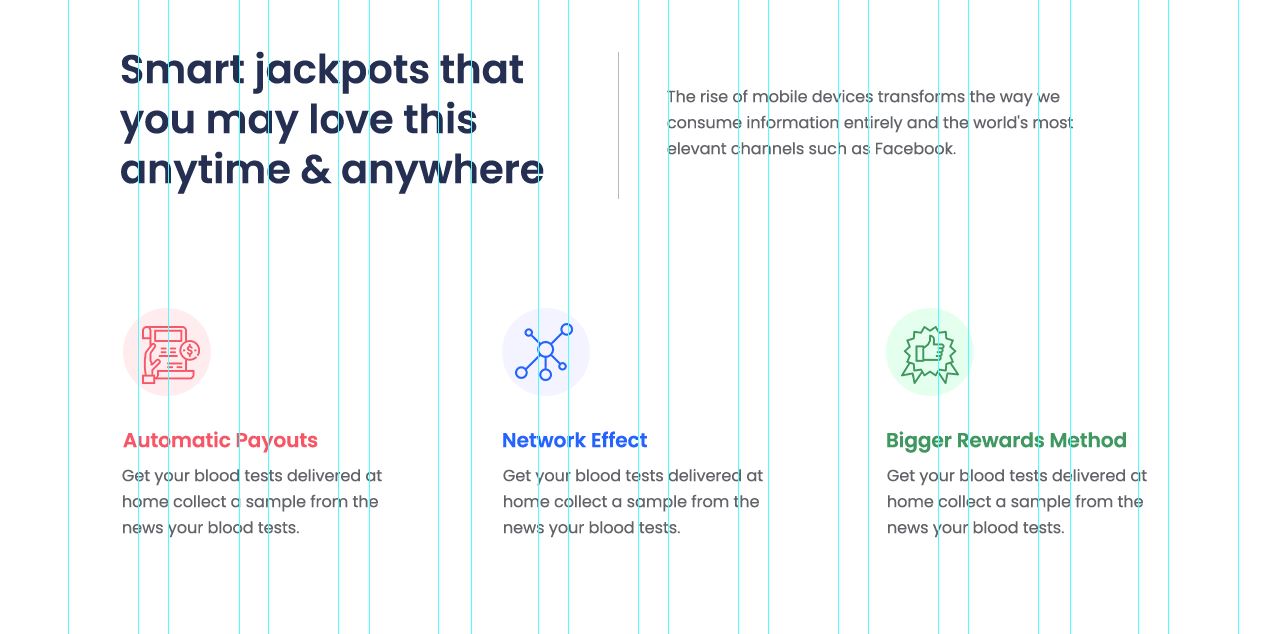 Smart jackpots that
you may love this
anytime & anywhere
The rise of mobile devices transforms the way we
consume information entirely and the world's most
elevant channels such as Facebook.
$
Automatic Payouts
Get your blood tests delivered at
home collect a sample from the
news your blood tests.
Network Effect
Get your blood tests delivered at
home collect a sample from the
news your blood tests.
Bigger Rewards Method
Get your blood tests delivered at
home collect a sample from the
news your blood tests.